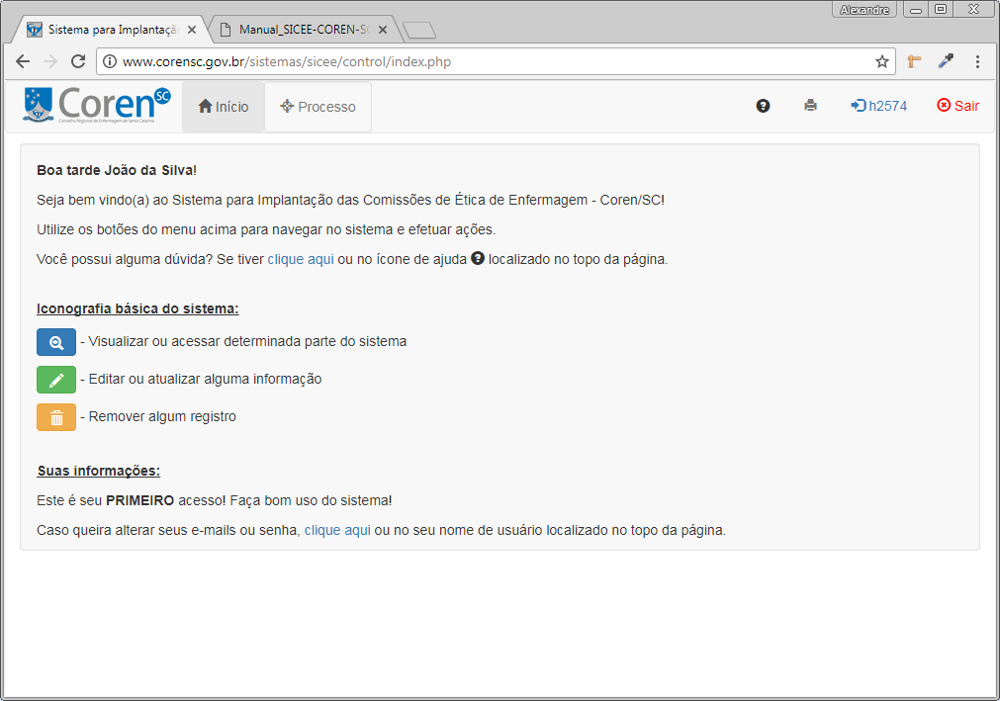 Alexandre
Sistema para Implantaçã
Manual_SICEE-COREN-SC
www.corensc.gov.br/sistemas/sicee/control/index.php
Coren SC
Conselho Regional de Enfermagem de Santa Catarina
Início
Processo
h2574
Sair
Boa tarde João da Silva!
Seja bem vindo(a) ao Sistema para Implantação das Comissões de Ética de Enfermagem - Coren/SC!
Utilize os botões do menu acima para navegar no sistema e efetuar ações.
Você possui alguma dúvida? Se tiver clique aqui ou no ícone de ajuda ? localizado no topo da página.
Iconografia básica do sistema:
- Visualizar ou acessar determinada parte do sistema
- Editar ou atualizar alguma informação
- Remover algum registro
Suas informações:
Este é seu PRIMEIRO acesso! Faça bom uso do sistema!
Caso queira alterar seus e-mails ou senha, clique aqui ou no seu nome de usuário localizado no topo da página.